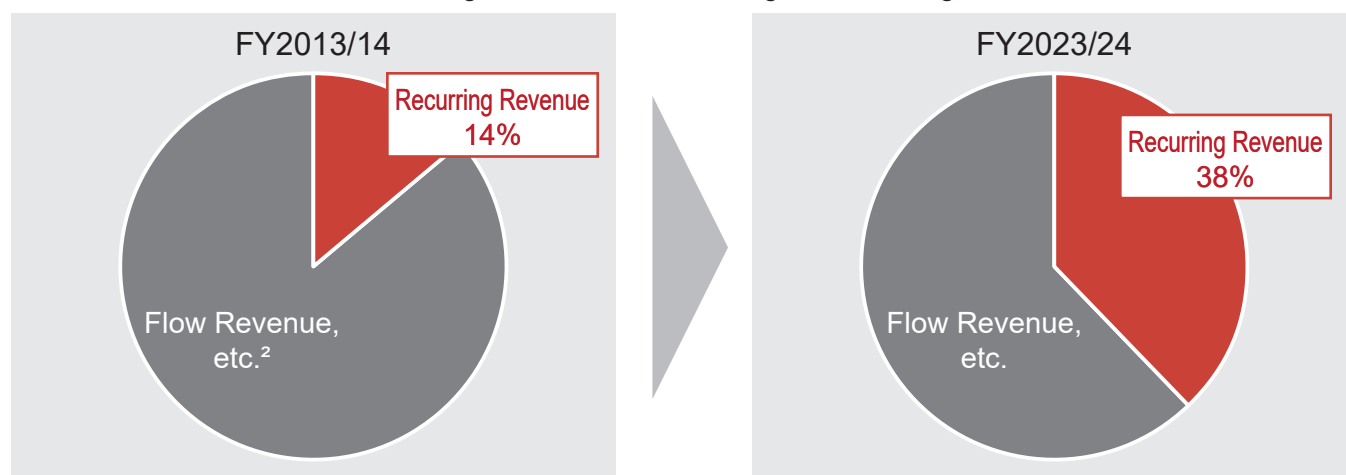 FY2013/14
Recurring Revenue
14%
Flow Revenue,
etc.²
FY2023/24
Recurring Revenue
38%
Flow Revenue,
etc.